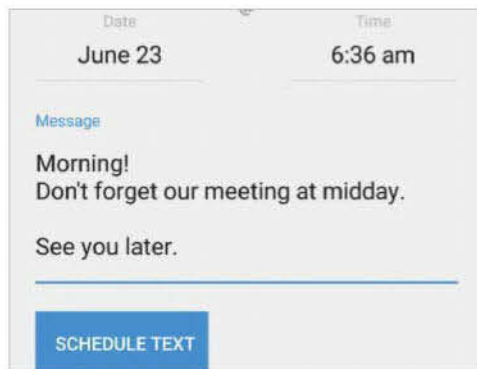 Date
Time
June 23
6:36 am
Message
Morning!
Don't forget our meeting at midday.
See you later.
SCHEDULE TEXT